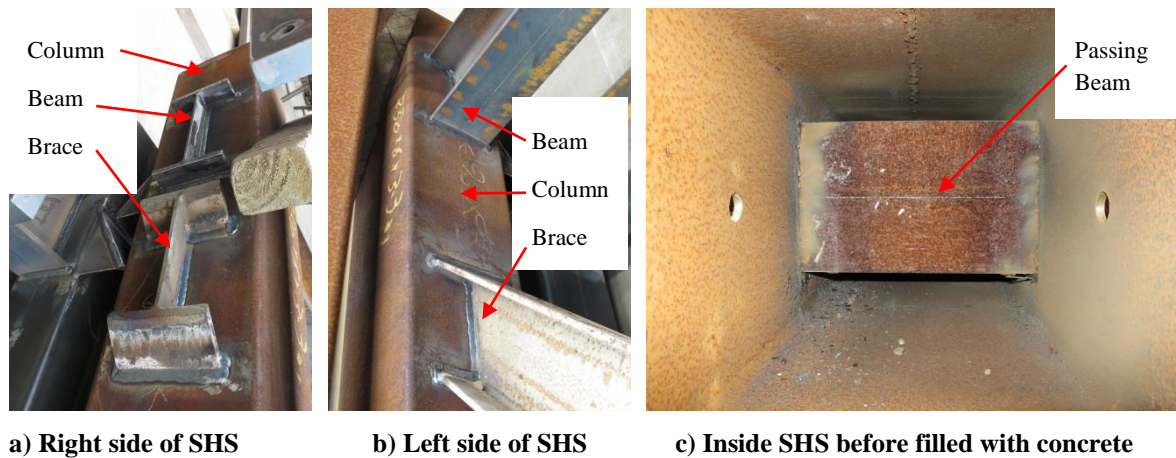 Column
Beam
Brace
Beam
Column
Brace
Passing
Beam
a) Right side of SHS
b) Left side of SHS
c) Inside SHS before filled with concrete